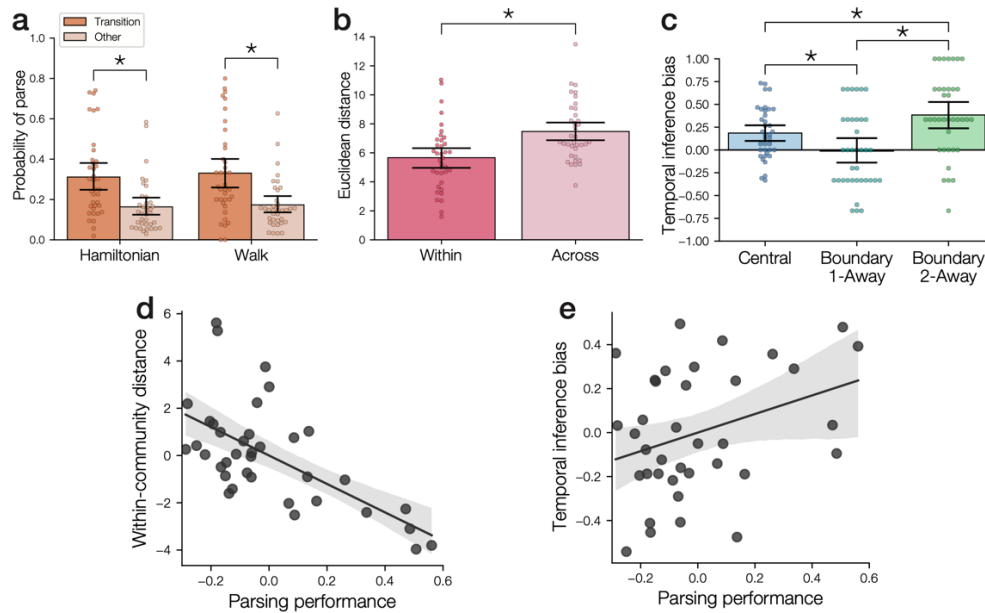 a
Transition
Other
Probability of parse
1.0
0.8
0.6
0.4
0.2
0.0
*
*
Hamiltonian
Walk
b
Euclidean distance
14
12
10
8
6
4
2
0
*
Within
Across
c
Temporal inference bias
1.00
0.75
0.50
0.25
0.00
−0.25
−0.50
−0.75
−1.00
*
*
*
Central
Boundary
1-Away
Boundary
2-Away
d
Within-community distance
6
4
2
0
−2
−4
−0.2
0.0
0.2
0.4
0.6
Parsing performance
e
Temporal inference bias
0.4
0.2
0.0
−0.2
−0.4
−0.2
0.0
0.2
0.4
0.6
Parsing performance